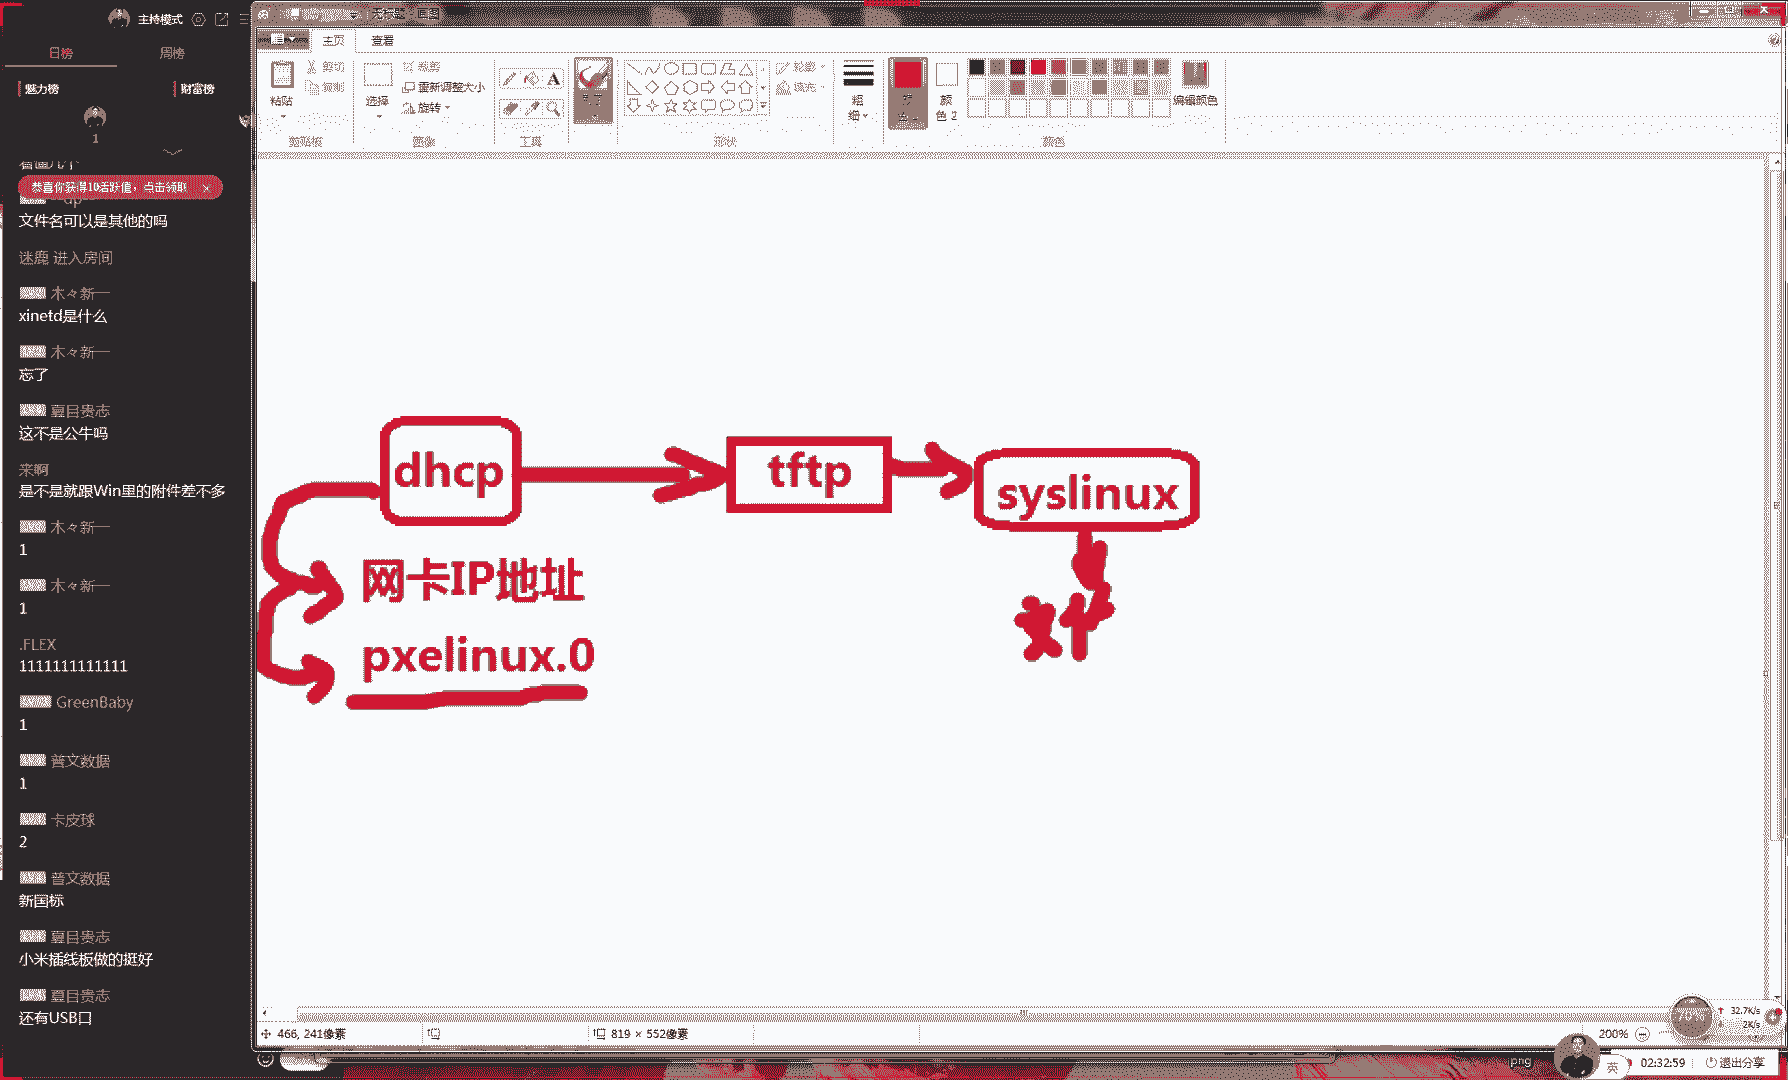 主持模式
日榜 周榜
魅力榜 财富榜
1
恭喜你获得10活跃值，点击领取
文件名可以是其他的吗
迷鹿 进入房间
木々新一
xinetd是什么
木々新一
忘了
夏目贵志
这不是公牛吗
来啊
是不是就跟Win里的附件差不多
木々新一
1
木々新一
1
.FLEX
1111111111111
GreenBaby
1
普文数据
1
卡皮球
2
普文数据
新国标
夏目贵志
小米插线板做的挺好
夏目贵志
还有USB口
主页 查看
粘贴
剪切
复制
剪贴板
选择
裁剪
重新调整大小
旋转
图像
工具
形状
轮廓
填充
粗
细
颜
色 2
颜色
编辑颜色
dhcp
tftp
syslinux
网卡IP地址
pxelinux.0
文件
466, 241像素
819 × 552像素
200%
70%
32.7K/s
2K/s
png
英
02:32:59
退出分享